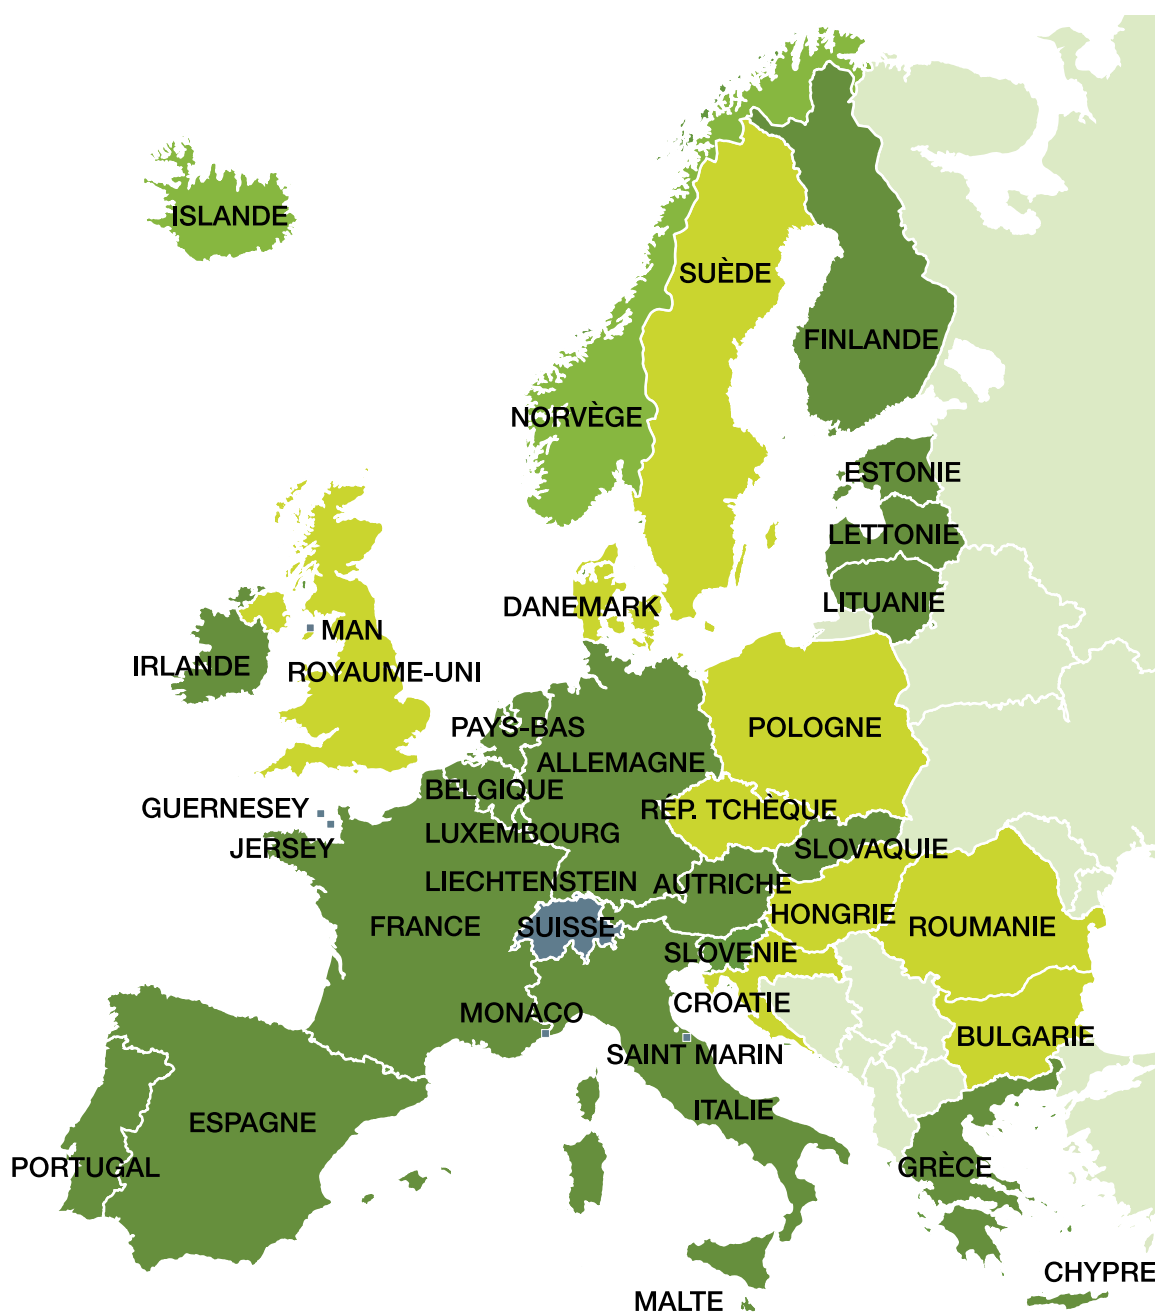 ISLANDE
SUÈDE
FINLANDE
NORVÈGE
ESTONIE
LETTONIE
LITUANIE
DANEMARK
MAN
IRLANDE
ROYAUME-UNI
PAYS-BAS
POLOGNE
ALLEMAGNE
BELGIQUE
RÉP. TCHÈQUE
GUERNESEY
JERSEY
LUXEMBOURG
SLOVAQUIE
LIECHTENSTEIN
AUTRICHE
HONGRIE
FRANCE
SUISSE
ROUMANIE
SLOVENIE
CROATIE
MONACO
BULGARIE
SAINT MARIN
ITALIE
ESPAGNE
PORTUGAL
GRÈCE
CHYPRE
MALTE